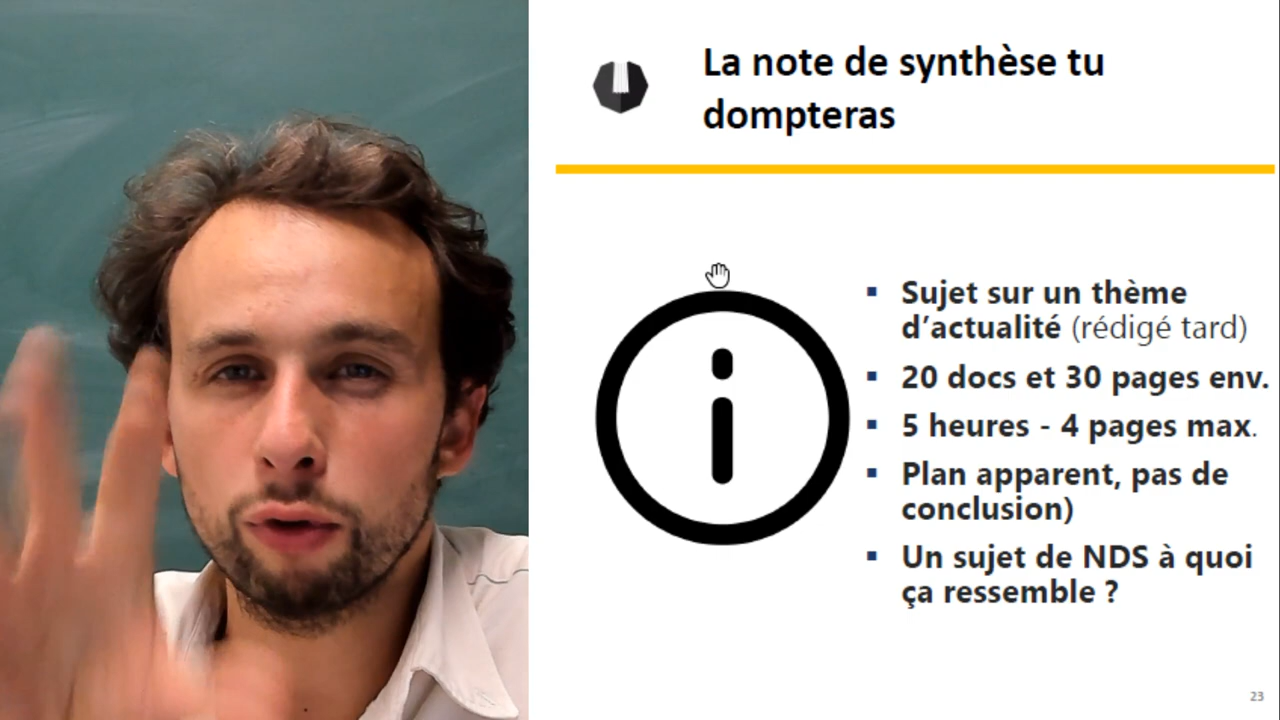 La note de synthèse tu
dompteras
Sujet sur un thème
d’actualité (rédigé tard)
20 docs et 30 pages env.
5 heures - 4 pages max.
Plan apparent, pas de
conclusion)
Un sujet de NDS à quoi
ça ressemble ?
23